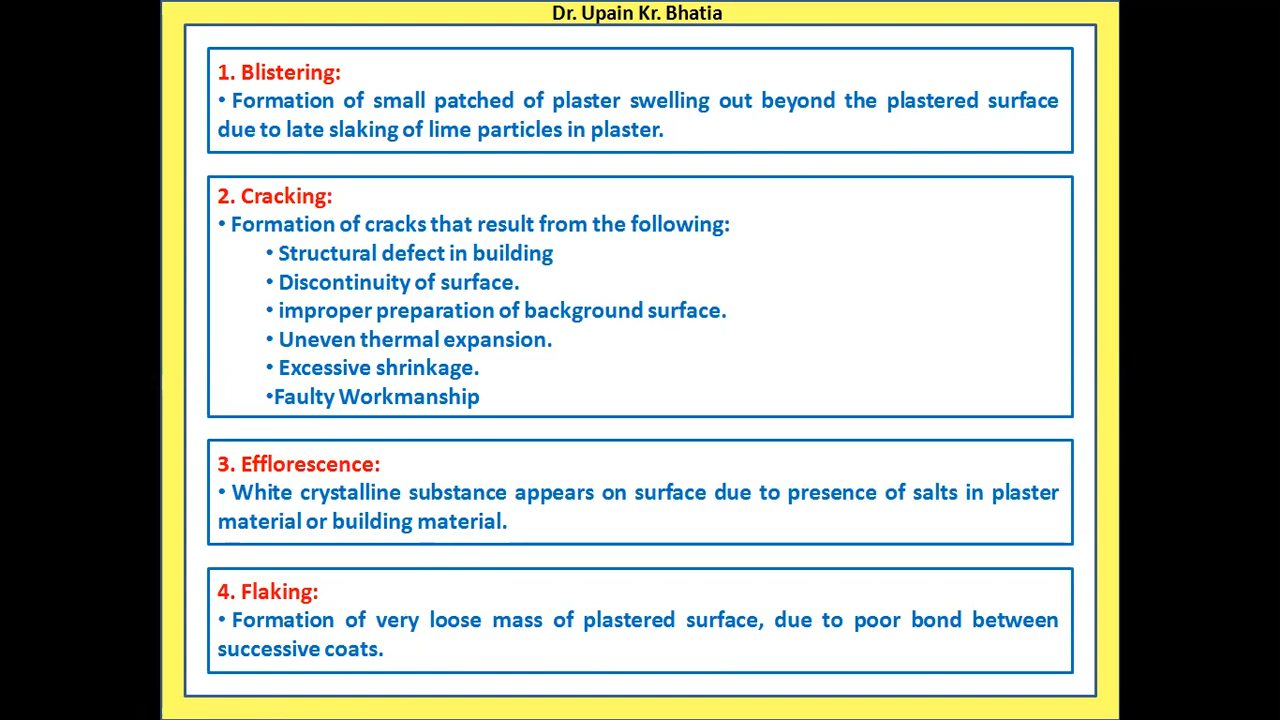 Dr. Upain Kr. Bhatia
1. Blistering:
• Formation of small patched of plaster swelling out beyond the plastered surface
due to late slaking of lime particles in plaster.
2. Cracking:
• Formation of cracks that result from the following:
• Structural defect in building
• Discontinuity of surface.
• improper preparation of background surface.
• Uneven thermal expansion.
• Excessive shrinkage.
•Faulty Workmanship
3. Efflorescence:
• White crystalline substance appears on surface due to presence of salts in plaster
material or building material.
4. Flaking:
• Formation of very loose mass of plastered surface, due to poor bond between
successive coats.